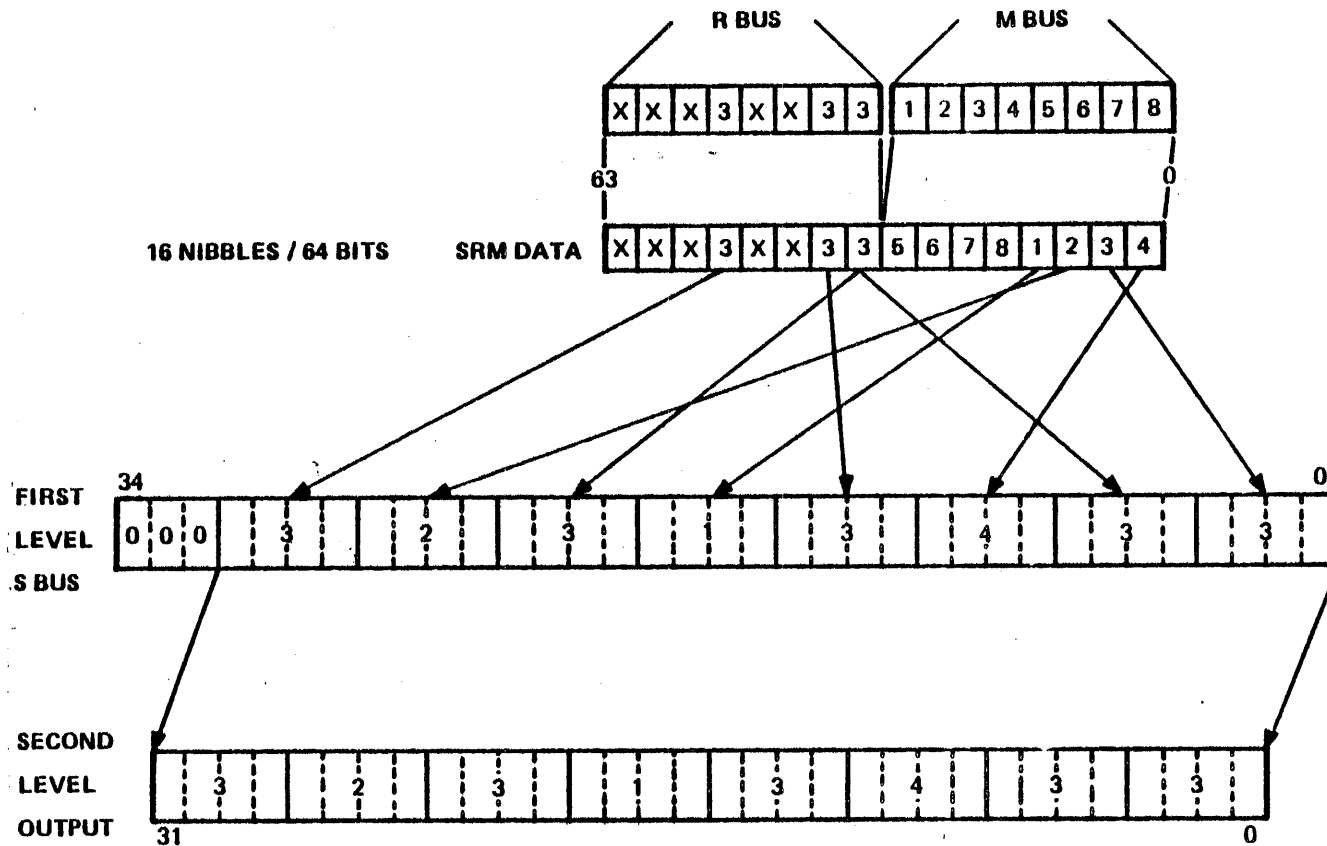 R BUS M BUS
X X X 3 X X 3 3 1 2 3 4 5 6 7 8
63 0
16 NIBBLES / 64 BITS SRM DATA X X X 3 X X 3 3 5 6 7 8 1 2 3 4
34 0
FIRST
LEVEL 0 0 0 3 2 3 1 3 4 3 3
S BUS
SECOND
LEVEL 3 2 3 1 3 4 3 3
OUTPUT
31 0